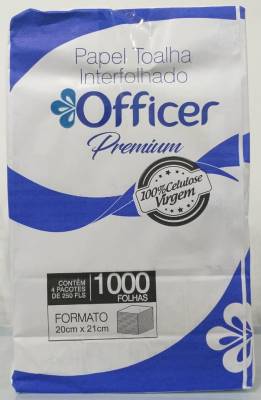 Papel Toalha
Interfolhado
Officer
Premium
100% Celulose
Virgem
CONTÉM
4 PACOTES
DE 250 FLS
1000
FOLHAS
FORMATO
20cm x 21cm